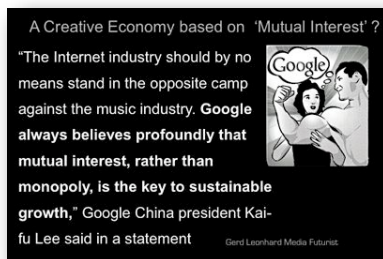 A Creative Economy based on 'Mutual Interest' ?
“The Internet industry should by no
means stand in the opposite camp
against the music industry. Google
always believes profoundly that
mutual interest, rather than
monopoly, is the key to sustainable
growth,” Google China president Kai-
fu Lee said in a statement
Google
Gerd Leonhard Media Futurist